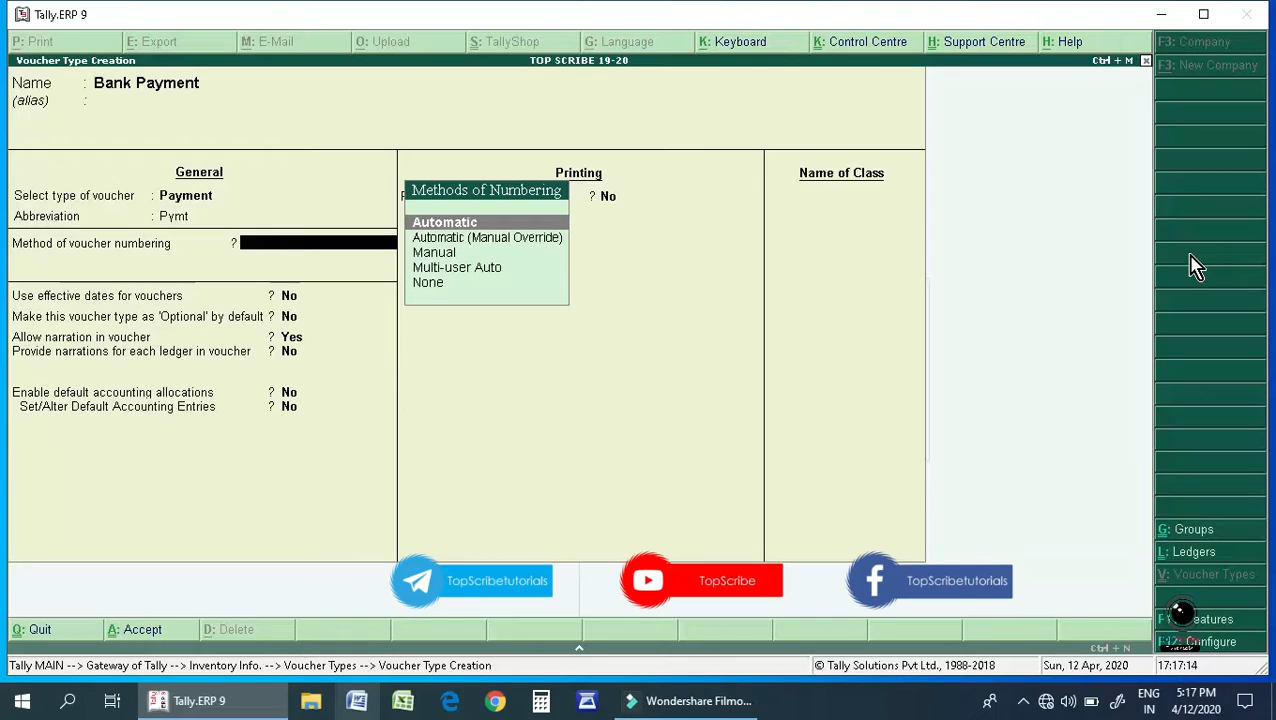 Tally.ERP 9
P: Print E: Export M: E-Mail O: Upload S: TallyShop G: Language K: Keyboard K: Control Centre H: Support Centre H: Help F3: Company
Voucher Type Creation TOP SCRIBE 19-20 Ctrl + M
F3: New Company
Name : Bank Payment
(alias) :
General Printing Name of Class
Select type of voucher : Payment
? No
Abbreviation : Pymt
Method of voucher numbering ?
Methods of Numbering
Automatic
Automatic (Manual Override)
Manual
Multi-user Auto
None
Use effective dates for vouchers ? No
Make this voucher type as 'Optional' by default ? No
Allow narration in voucher ? Yes
Provide narrations for each ledger in voucher ? No
Enable default accounting allocations ? No
Set/Alter Default Accounting Entries ? No
G: Groups
L: Ledgers
V: Voucher Types
TopScribetutorials TopScribe TopScribetutorials
Q: Quit A: Accept D: Delete
Configure
Ctrl + N
Tally MAIN --> Gateway of Tally --> Inventory Info. --> Voucher Types --> Voucher Type Creation © Tally Solutions Pvt Ltd., 1988-2018 Sun, 12 Apr, 2020 17:17:14
Tally.ERP 9 Wondershare Filmo... ENG IN 5:17 PM 4/12/2020